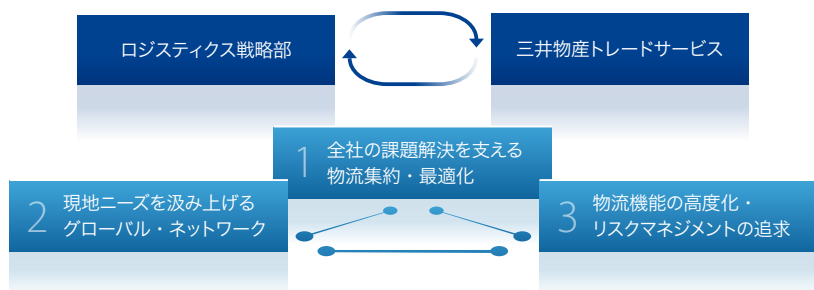 ロジスティクス戦略部
三井物産トレードサービス
1 全社の課題解決を支える
物流集約・最適化
2 現地ニーズを汲み上げる
グローバル・ネットワーク
3 物流機能の高度化・
リスクマネジメントの追求